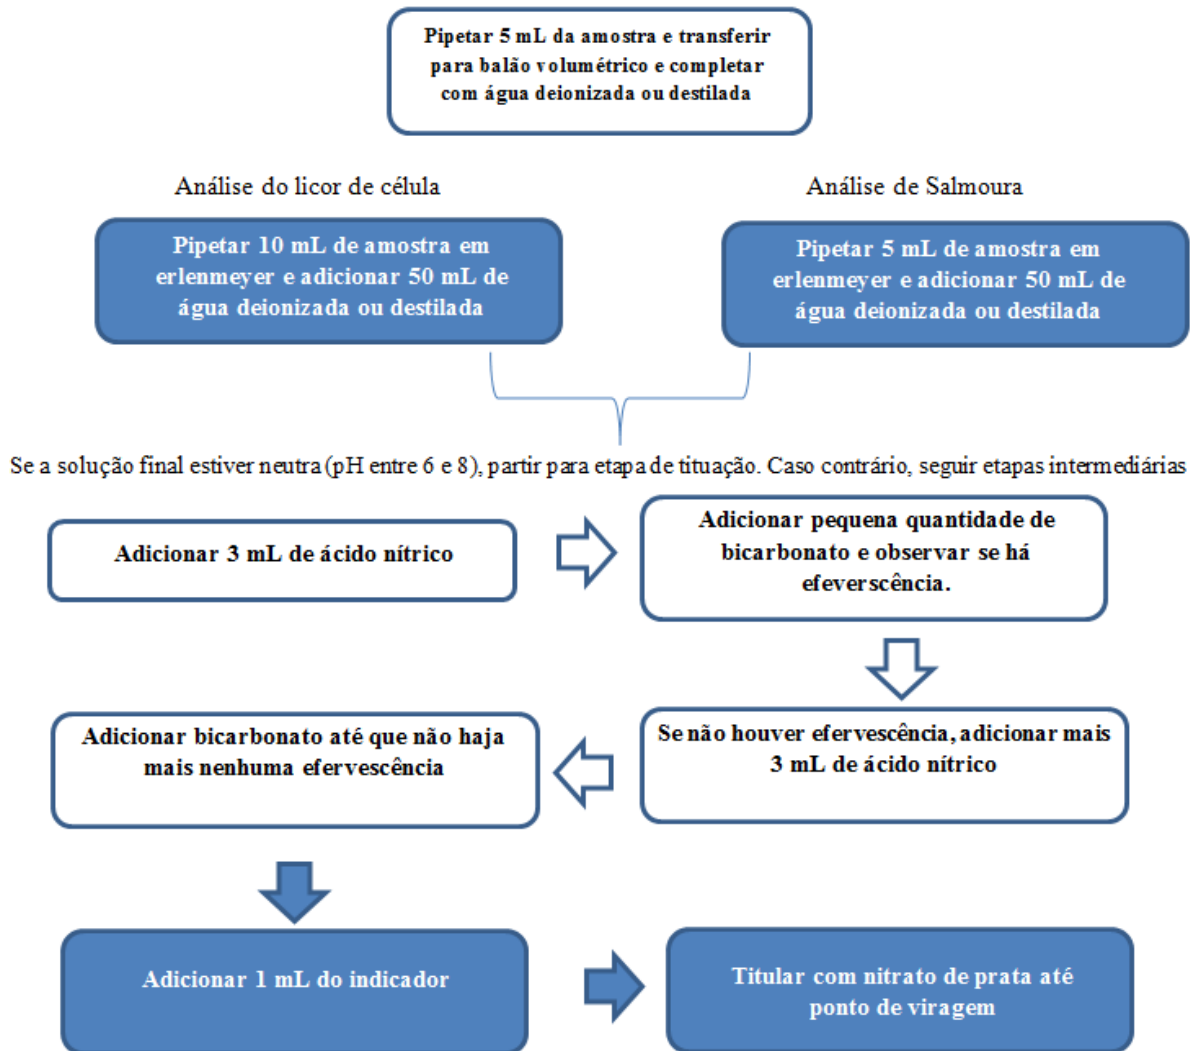 Pipetar 5 mL da amostra e transferir
para balão volumétrico e completar
com água deionizada ou destilada
Análise do licor de célula
Análise de Salmoura
Pipetar 10 mL de amostra em
erlenmeyer e adicionar 50 mL de
água deionizada ou destilada
Pipetar 5 mL de amostra em
erlenmeyer e adicionar 50 mL de
água deionizada ou destilada
Se a solução final estiver neutra (pH entre 6 e 8), partir para etapa de tituação. Caso contrário, seguir etapas intermediárias
Adicionar 3 mL de ácido nítrico
Adicionar pequena quantidade de
bicarbonato e observar se há
efeverscência.
Se não houver efervescência, adicionar mais
3 mL de ácido nítrico
Adicionar bicarbonato até que não haja
mais nenhuma efervescência
Adicionar 1 mL do indicador
Titular com nitrato de prata até
ponto de viragem